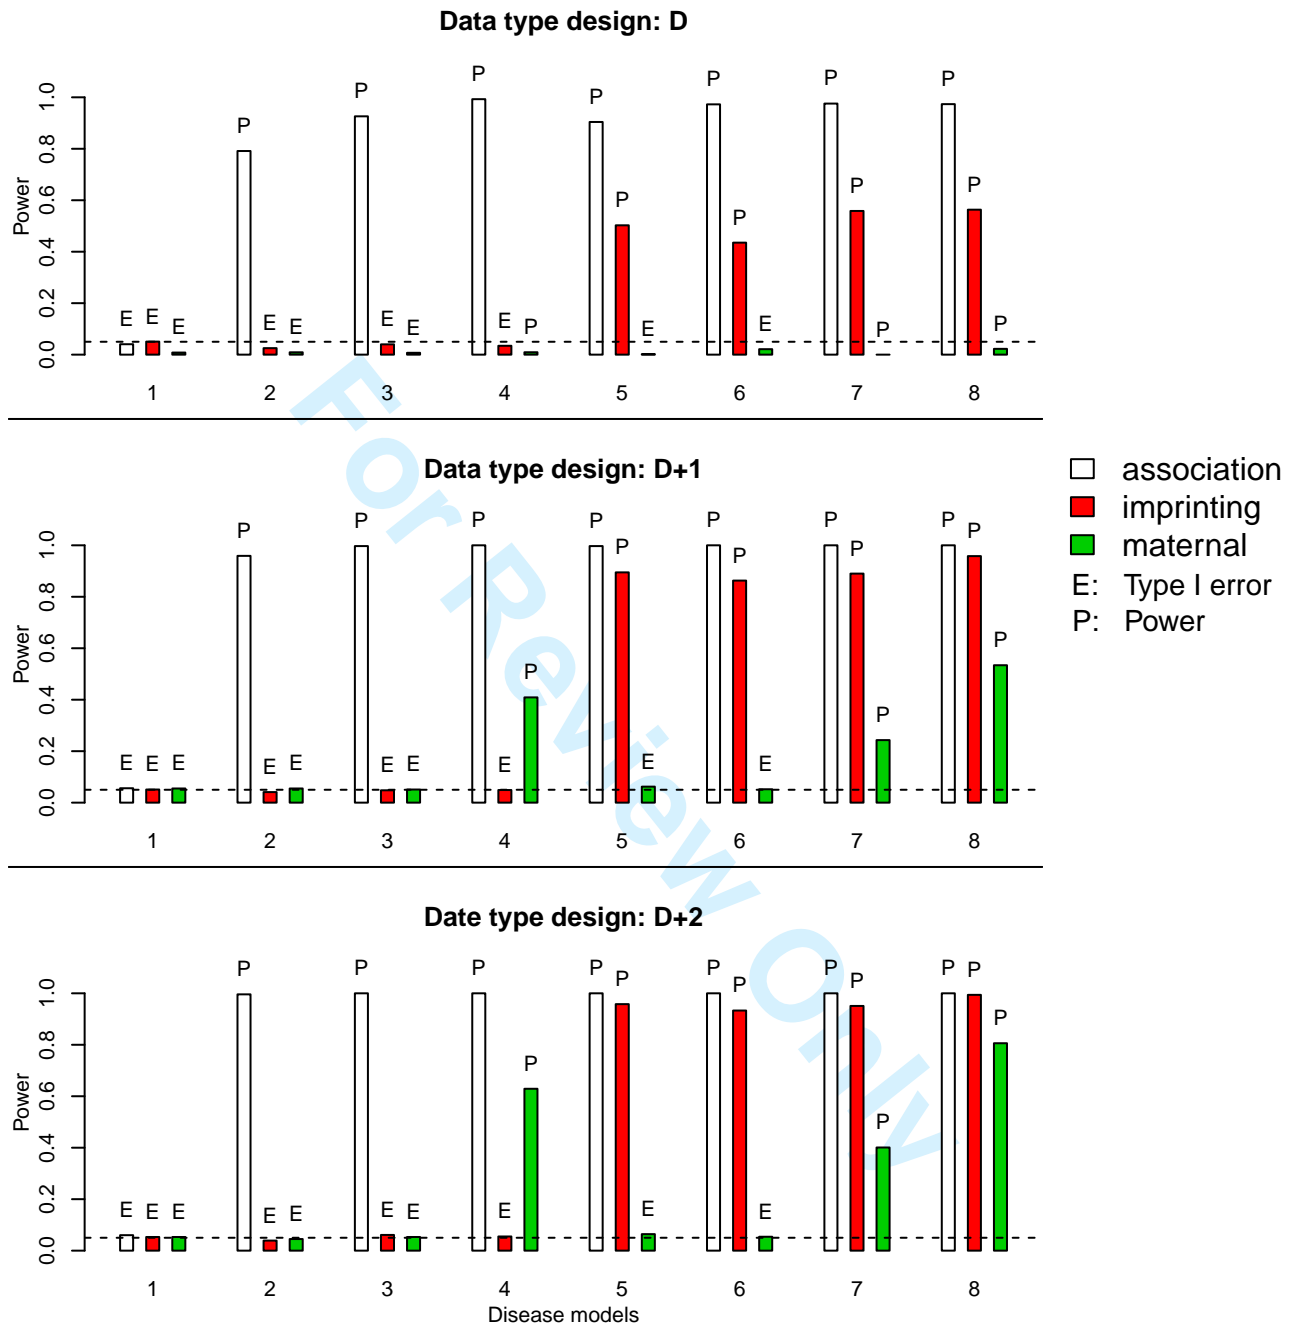 Data type design: D
P P P P P P P P
P P P P
E E E E E E E E P E E P P
Power
0.0 0.2 0.4 0.6 0.8 1.0
1 2 3 4 5 6 7 8
Data type design: D+1
P P P P P P P
P P P P
P P P
E E E E E E E E E E
Power
0.0 0.2 0.4 0.6 0.8 1.0
1 2 3 4 5 6 7 8
Date type design: D+2
P P P P P P P
P P P P
P P P
E E E E E E E E E E
Power
0.0 0.2 0.4 0.6 0.8 1.0
1 2 3 4 5 6 7 8
Disease models
association
imprinting
maternal
E: Type I error
P: Power
For Review Only